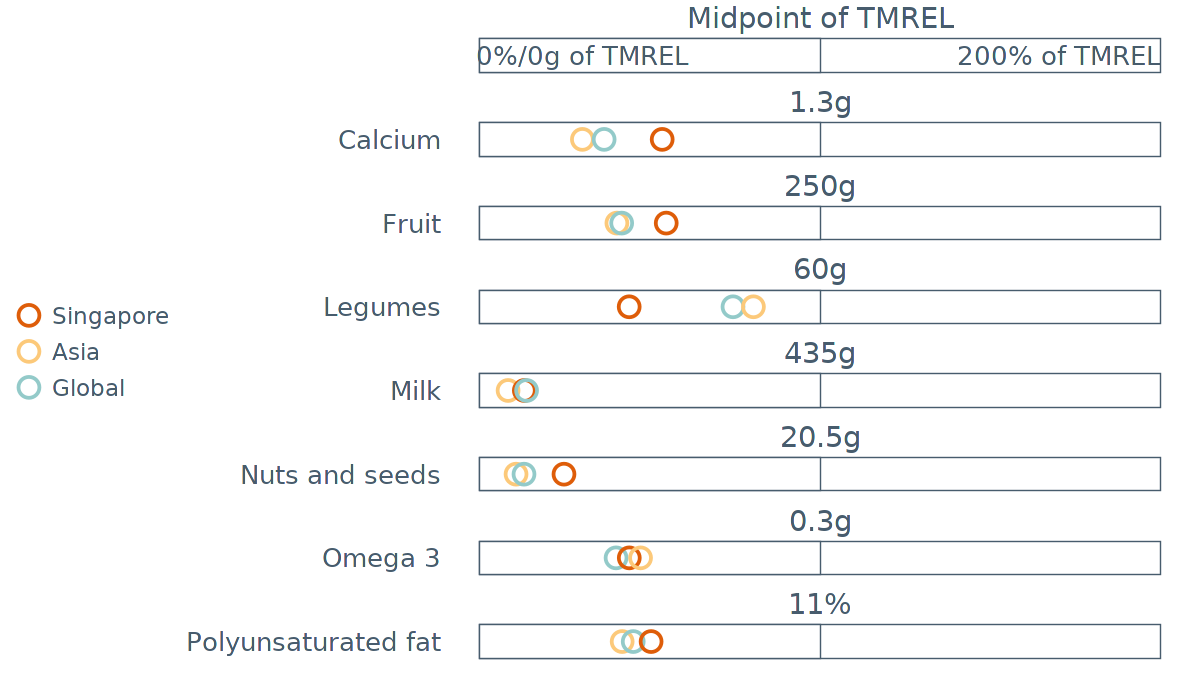 Midpoint of TMREL
0%/0g of TMREL 200% of TMREL
1.3g
Calcium
250g
Fruit
60g
Legumes
Singapore
Asia
Global
435g
Milk
20.5g
Nuts and seeds
0.3g
Omega 3
11%
Polyunsaturated fat